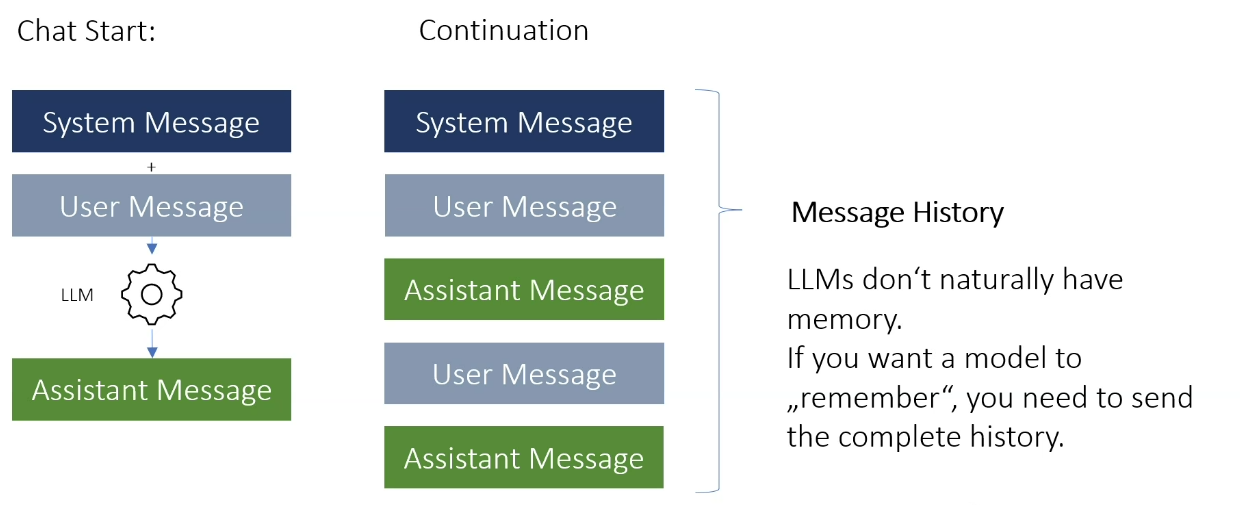 Chat Start:
System Message
+
User Message
LLM
Assistant Message
Continuation
System Message
User Message
Assistant Message
User Message
Assistant Message
Message History
LLMs don‘t naturally have
memory.
If you want a model to
„remember“, you need to send
the complete history.